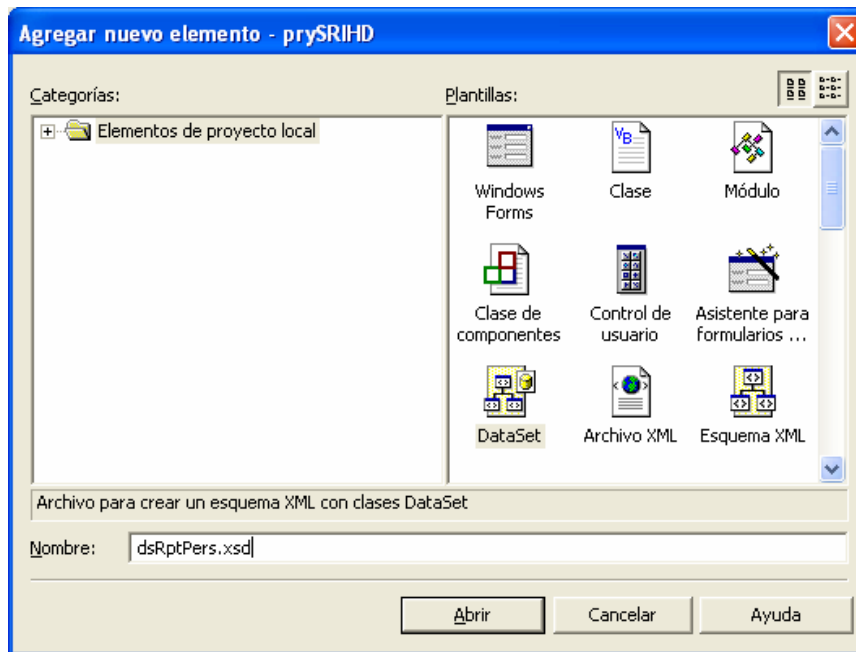 Agregar nuevo elemento - prySRIHD
Categorías:
Plantillas:
Elementos de proyecto local
Windows
Forms
Clase
Módulo
Clase de
componentes
Control de
usuario
Asistente para
formularios ...
DataSet
Archivo XML
Esquema XML
Archivo para crear un esquema XML con clases DataSet
Nombre:
dsRptPers.xsd
Abrir
Cancelar
Ayuda